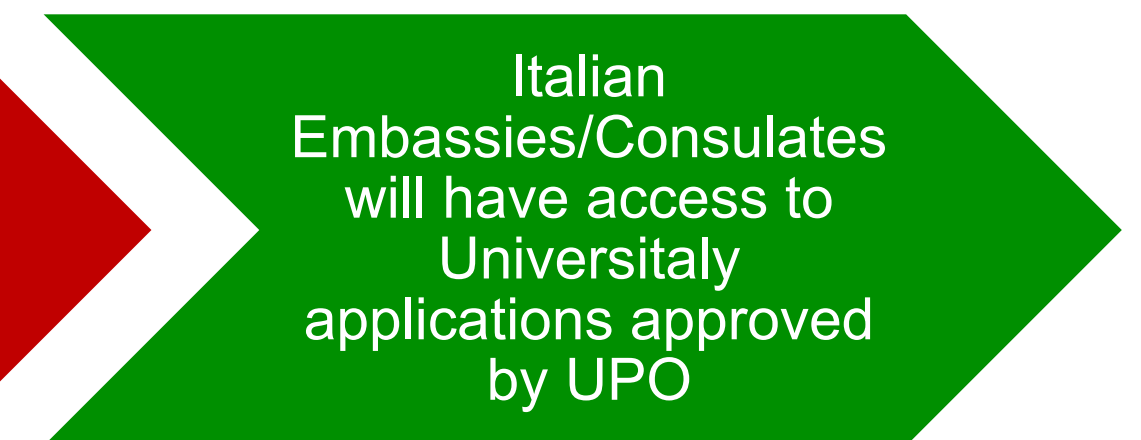 Italian
Embassies/Consulates
will have access to
Universitaly
applications approved
by UPO